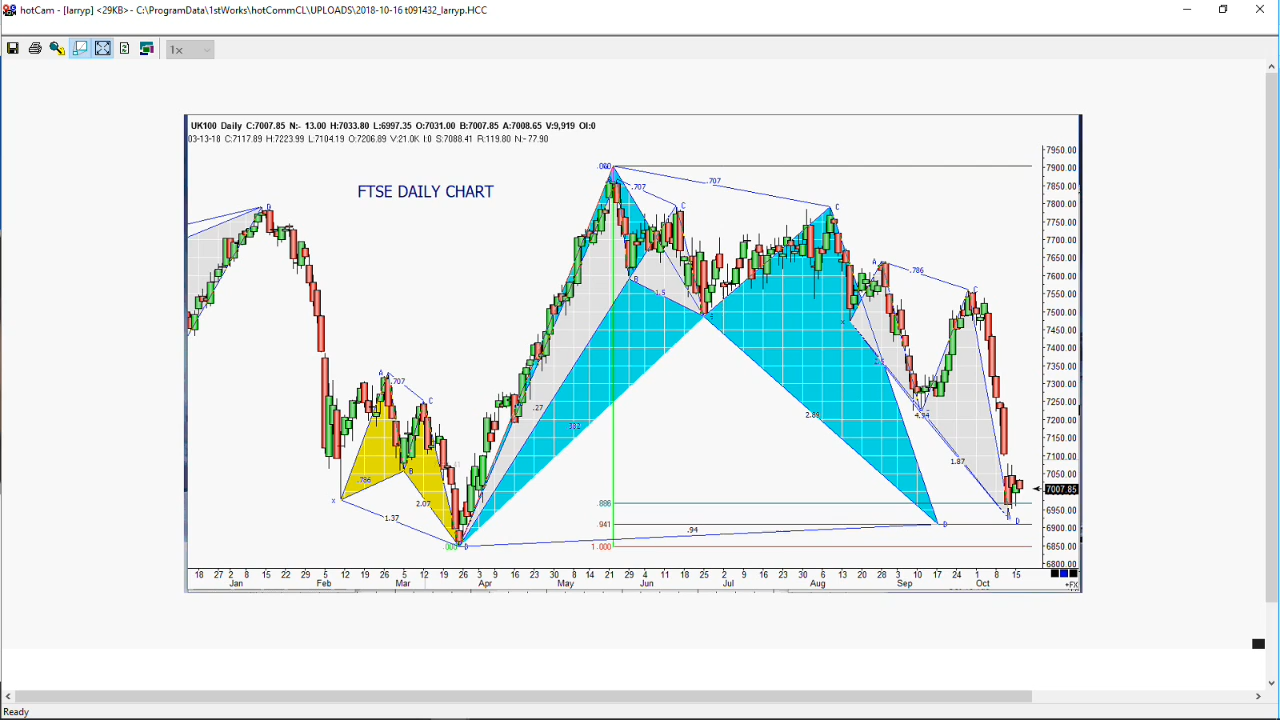 hotCam - [larryp] <29KB>- C:\ProgramData\1stWorks\hotCommCL\UPLOADS\2018-10-16 t091432_larryp.HCC
1x
UK100 Daily C:7007.85 N:- 13.00 H:7033.80 L:6997.35 O:7031.00 B:7007.85 A:7008.65 V:9,919 OI:0
03-13-18 C:7117.89 H:7223.99 L:7104.19 O:7206.89 V:21.0K I:0 S:7088.41 R:119.80 N-77.90
FTSE DAILY CHART
7950.00
7900.00
7850.00
7800.00
7750.00
7700.00
7650.00
7600.00
7550.00
7500.00
7450.00
7400.00
7350.00
7300.00
7250.00
7200.00
7150.00
7100.00
7050.00
7007.85
6950.00
6900.00
6850.00
6800.00
D
.000
.707
.707
C
C
A
.786
C
B
1.5
X
A
.707
C
.27
.382
2.89
4.94
1.87
B
.786
X
2.07
1.37
.000
D
.886
.941
.94
1.000
D
D
18 27 2 8 15 22 29 5 12 19 26 5 12 19 26 3 9 16 23 30 8 14 21 29 5 11 18 25 3 9 16 23 30 6 13 20 28 3 10 17 24 1 8 15
Jan Feb Mar Apr May Jun Jul Aug Sep Oct
+FX
Ready